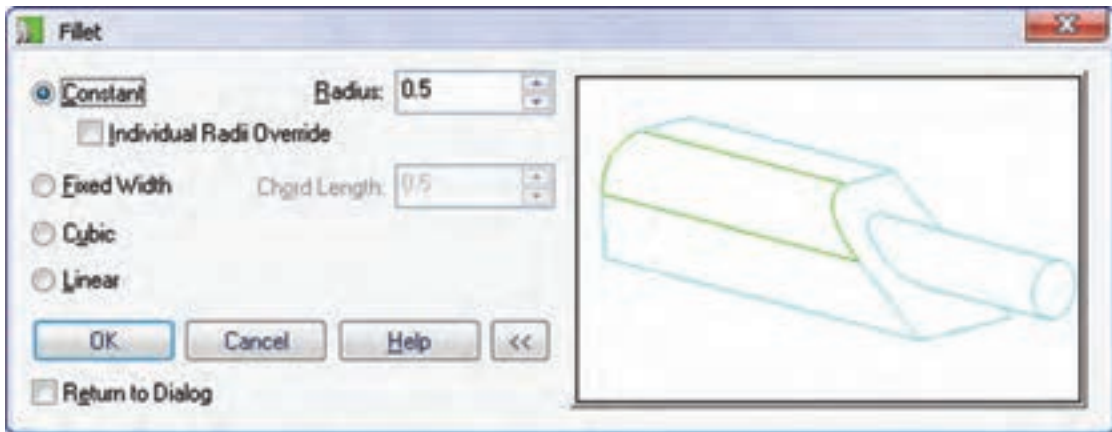 Fillet
Constant Radius: 0.5
Individual Radii Override
Fixed Width Chord Length: 0.5
Cubic
Linear
OK Cancel Help <<
Return to Dialog